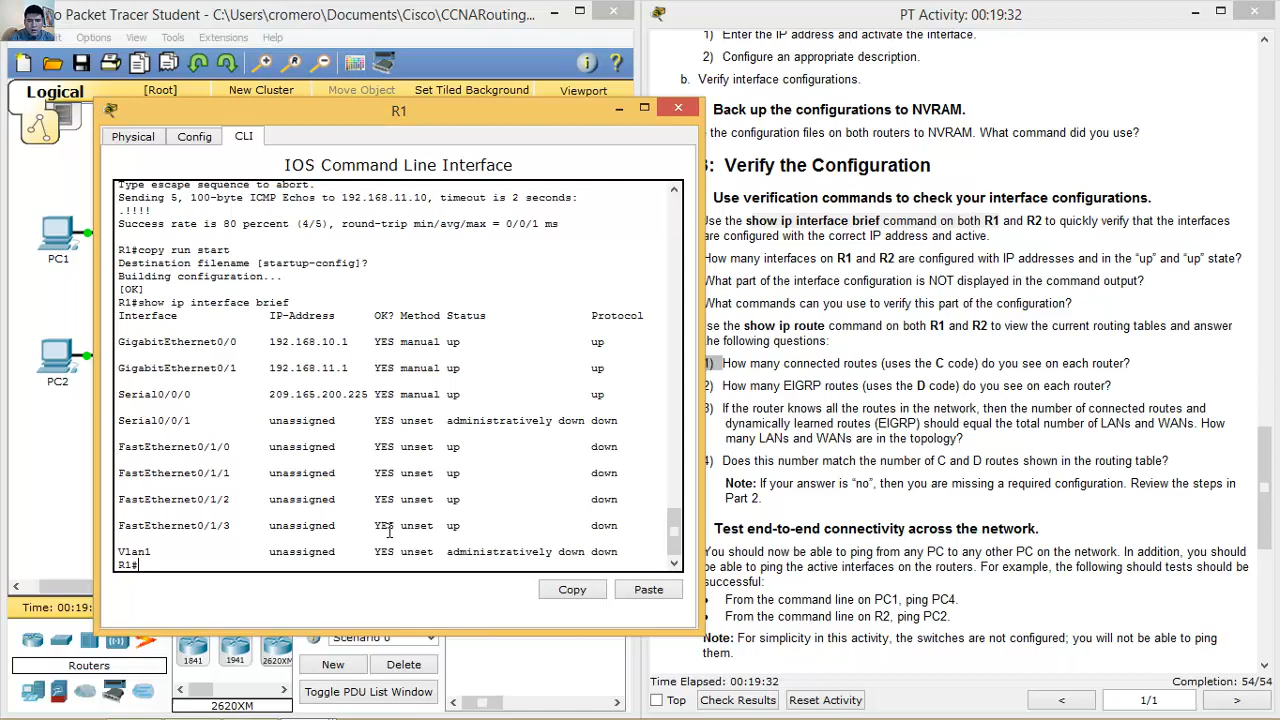 Packet Tracer Student - C:\Users\cromero\Documents\Cisco\CCNARouting...
Options View Tools Extensions Help
Logical [Root] New Cluster Move Object Set Tiled Background Viewport
PC1
PC2
R1
Physical Config CLI
IOS Command Line Interface
Type escape sequence to abort.
Sending 5, 100-byte ICMP Echos to 192.168.11.10, timeout is 2 seconds:
.!!!!
Success rate is 80 percent (4/5), round-trip min/avg/max = 0/0/1 ms
R1#copy run start
Destination filename [startup-config]?
Building configuration...
[OK]
R1#show ip interface brief
Interface IP-Address OK? Method Status Protocol
GigabitEthernet0/0 192.168.10.1 YES manual up up
GigabitEthernet0/1 192.168.11.1 YES manual up up
Serial0/0/0 209.165.200.225 YES manual up up
Serial0/0/1 unassigned YES unset administratively down down
FastEthernet0/1/0 unassigned YES unset up down
FastEthernet0/1/1 unassigned YES unset up down
FastEthernet0/1/2 unassigned YES unset up down
FastEthernet0/1/3 unassigned YES unset up down
Vlan1 unassigned YES unset administratively down down
R1#
Copy Paste
Time: 00:19:
Routers
1841 1941 2620XM
2620XM
Scenario 0
New Delete
Toggle PDU List Window
PT Activity: 00:19:32
1) Enter the IP address and activate the interface.
2) Configure an appropriate description.
b. Verify interface configurations.
Back up the configurations to NVRAM.
the configuration files on both routers to NVRAM. What command did you use?
: Verify the Configuration
Use verification commands to check your interface configurations.
Use the show ip interface brief command on both R1 and R2 to quickly verify that the interfaces
are configured with the correct IP address and active.
How many interfaces on R1 and R2 are configured with IP addresses and in the “up” and “up” state?
What part of the interface configuration is NOT displayed in the command output?
What commands can you use to verify this part of the configuration?
Use the show ip route command on both R1 and R2 to view the current routing tables and answer
the following questions:
1) How many connected routes (uses the C code) do you see on each router?
2) How many EIGRP routes (uses the D code) do you see on each router?
3) If the router knows all the routes in the network, then the number of connected routes and
dynamically learned routes (EIGRP) should equal the total number of LANs and WANs. How
many LANs and WANs are in the topology?
4) Does this number match the number of C and D routes shown in the routing table?
Note: If your answer is “no”, then you are missing a required configuration. Review the steps in
Part 2.
Test end-to-end connectivity across the network.
You should now be able to ping from any PC to any other PC on the network. In addition, you should
be able to ping the active interfaces on the routers. For example, the following should tests should be
successful:
• From the command line on PC1, ping PC4.
• From the command line on R2, ping PC2.
Note: For simplicity in this activity, the switches are not configured; you will not be able to ping
them.
Time Elapsed: 00:19:32 Completion: 54/54
Top Check Results Reset Activity < 1/1 >